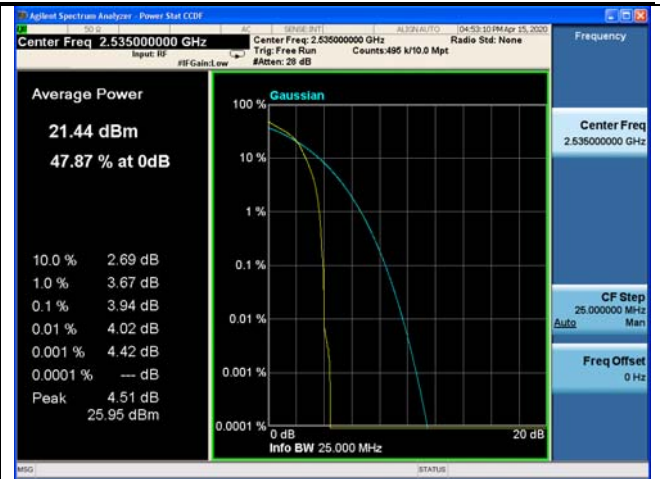 Agilent Spectrum Analyzer - Power Stat CCDF
50 Ω AC SENSE:INT ALIGN AUTO 04:53:10 PM Apr 15, 2020
Center Freq 2.535000000 GHz
Input: RF
#IFGain:Low
Center Freq: 2.535000000 GHz
Radio Std: None
Trig: Free Run
Counts:495 k/10.0 Mpt
#Atten: 28 dB
Frequency
Average Power
21.44 dBm
47.87 % at 0dB
10.0 % 2.69 dB
1.0 % 3.67 dB
0.1 % 3.94 dB
0.01 % 4.02 dB
0.001 % 4.42 dB
0.0001 % --- dB
Peak 4.51 dB
25.95 dBm
Gaussian
100 %
10 %
1 %
0.1 %
0.01 %
0.001 %
0.0001 %
0 dB
20 dB
Info BW 25.000 MHz
Center Freq
2.535000000 GHz
CF Step
25.000000 MHz
Auto Man
Freq Offset
0 Hz
MSG
STATUS